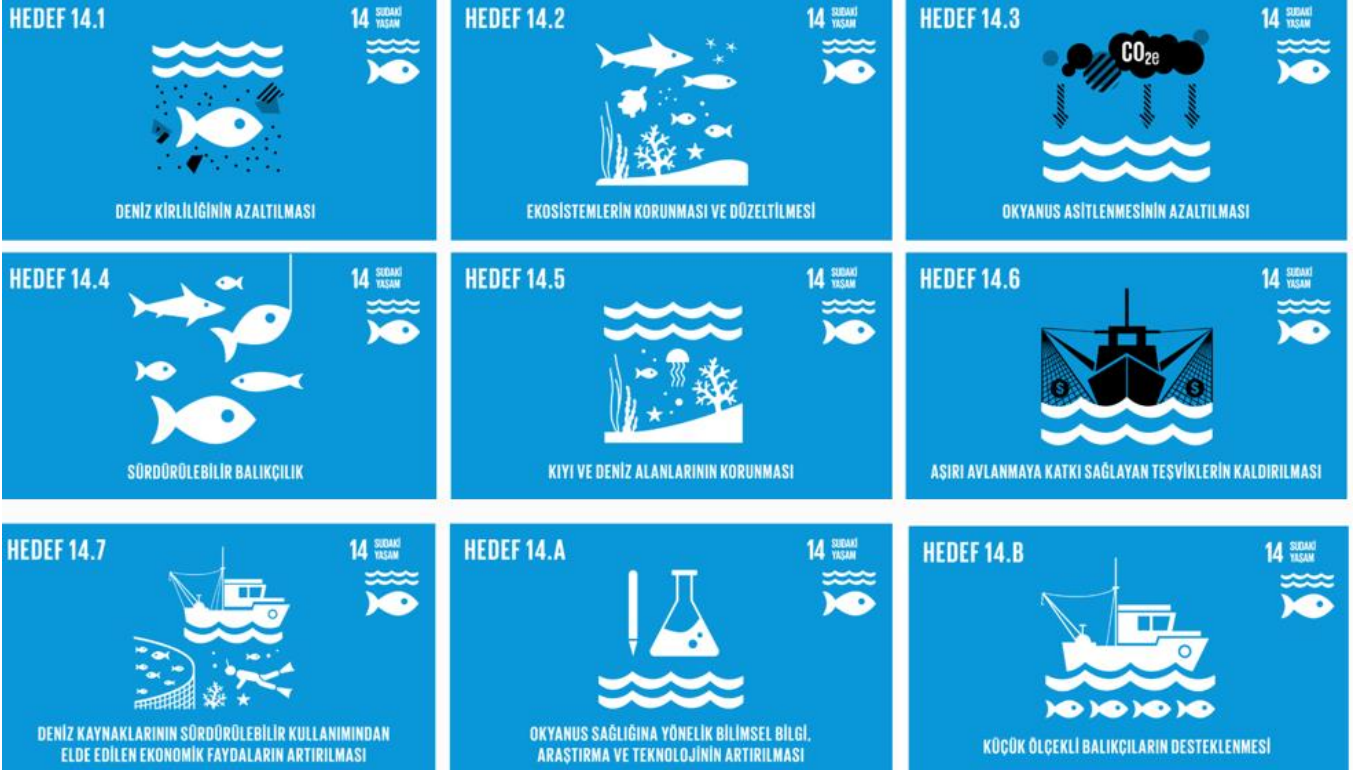 HEDEF 14.1
14 SUDAKİ
YAŞAM
DENİZ KİRLİLİĞİNİN AZALTILMASI
HEDEF 14.2
14 SUDAKİ
YAŞAM
EKOSİSTEMLERİN KORUNMASI VE DÜZELTİLMESİ
HEDEF 14.3
14 SUDAKİ
YAŞAM
CO2e
OKYANUS ASİTLENMESİNİN AZALTILMASI
HEDEF 14.4
14 SUDAKİ
YAŞAM
SÜRDÜRÜLEBİLİR BALIKÇILIK
HEDEF 14.5
14 SUDAKİ
YAŞAM
KIYI VE DENİZ ALANLARININ KORUNMASI
HEDEF 14.6
14 SUDAKİ
YAŞAM
$ $
AŞIRI AVLANMAYA KATKI SAĞLAYAN TEŞVİKLERİN KALDIRILMASI
HEDEF 14.7
14 SUDAKİ
YAŞAM
DENİZ KAYNAKLARININ SÜRDÜRÜLEBİLİR KULLANIMINDAN
ELDE EDİLEN EKONOMİK FAYDALARIN ARTIRILMASI
HEDEF 14.A
14 SUDAKİ
YAŞAM
OKYANUS SAĞLIĞINA YÖNELİK BİLİMSEL BİLGİ,
ARAŞTIRMA VE TEKNOLOJİNİN ARTIRILMASI
HEDEF 14.B
14 SUDAKİ
YAŞAM
KÜÇÜK ÖLÇEKLİ BALIKÇILARIN DESTEKLENMESİ